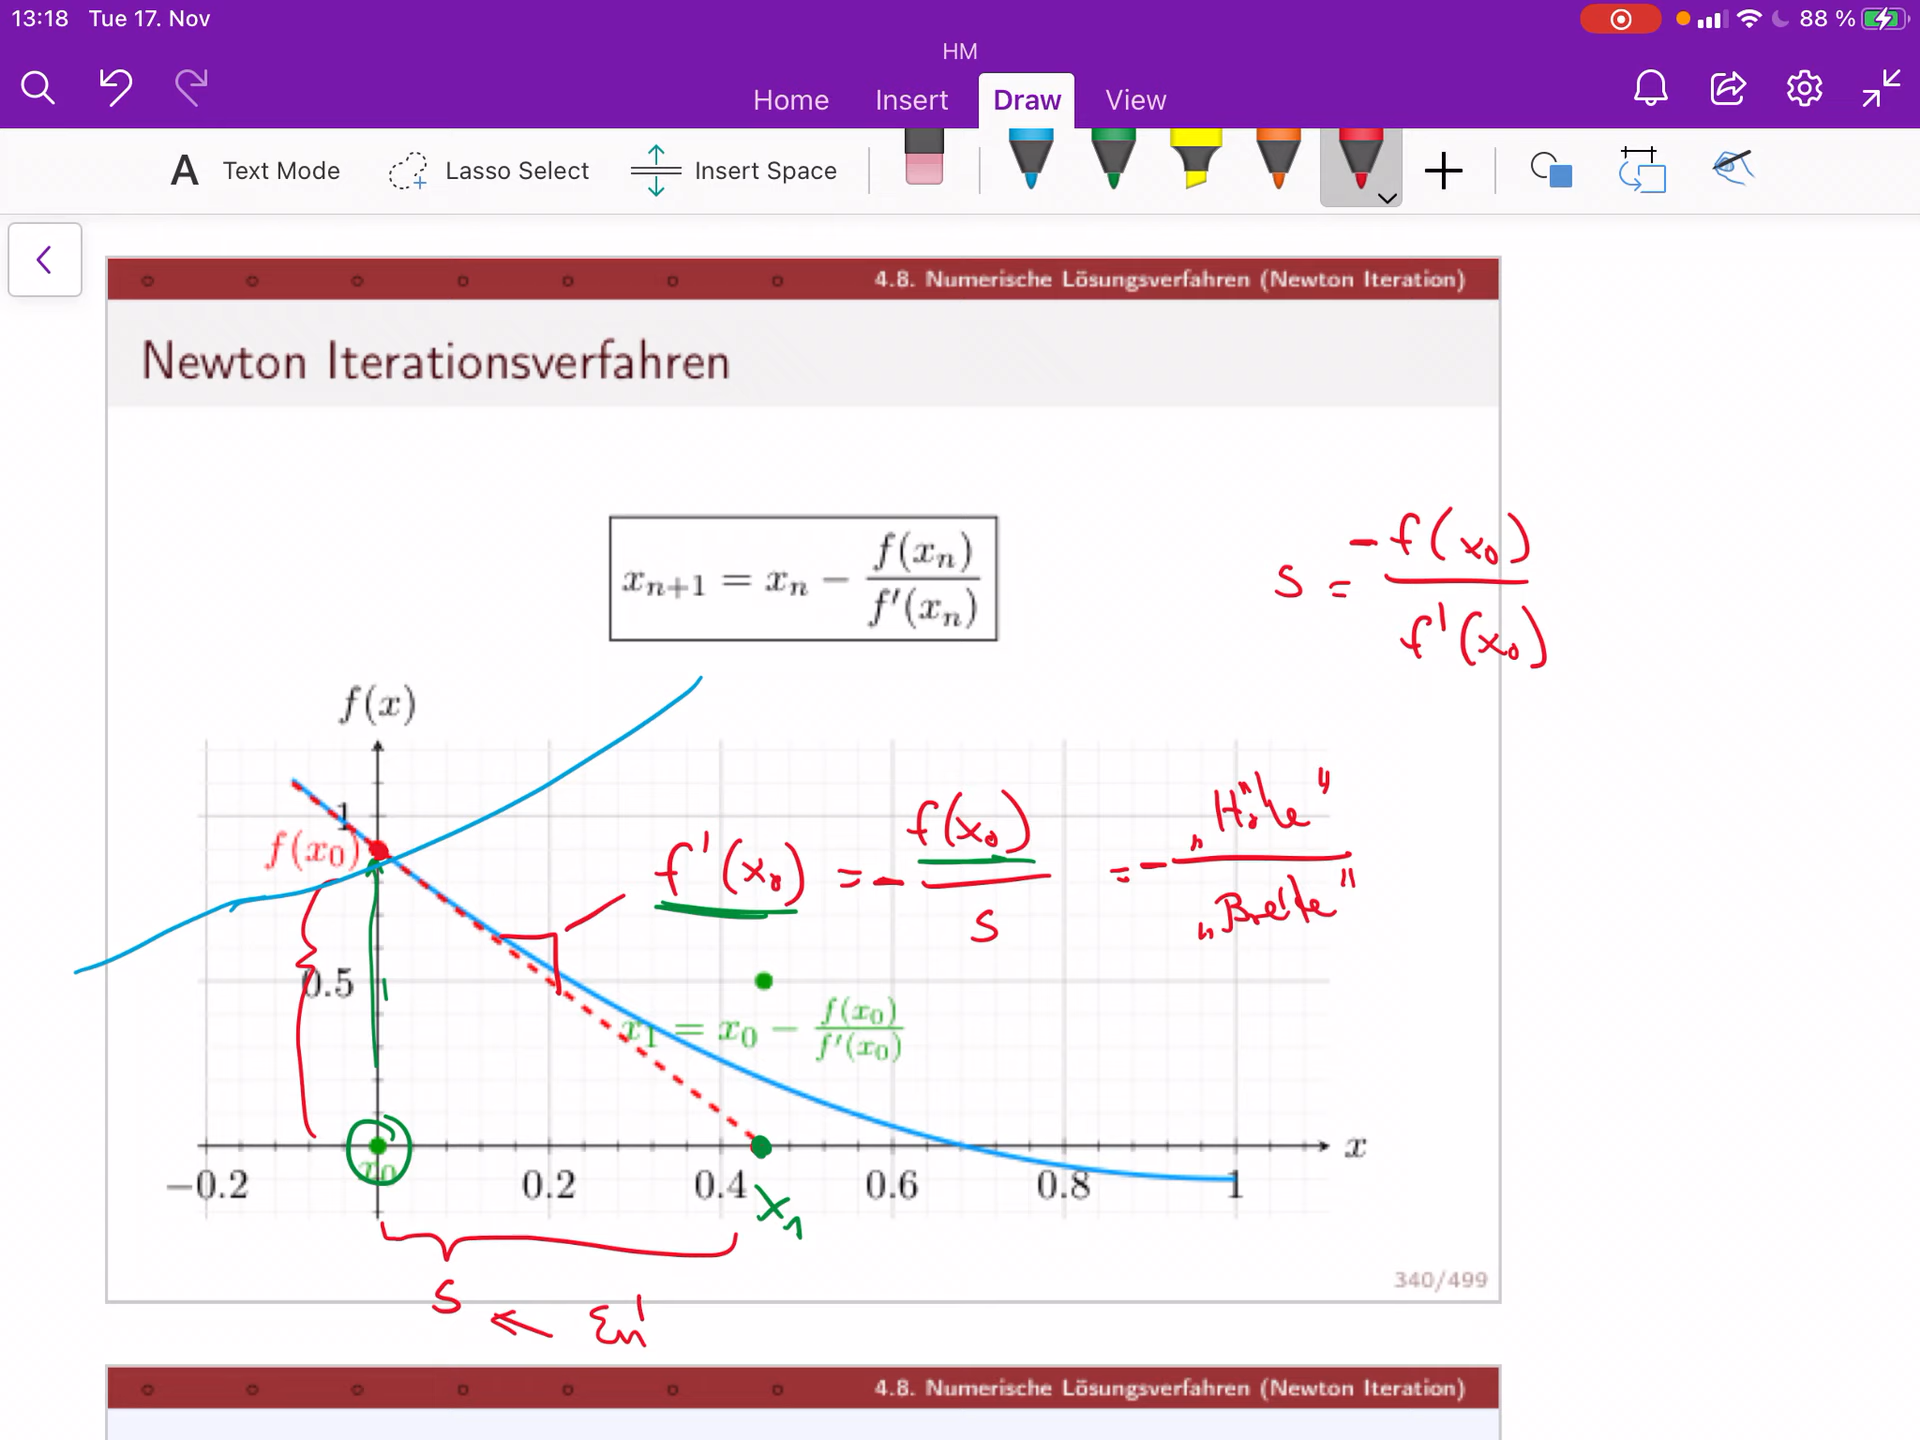 13:18 Tue 17. Nov
88 %
HM
Home Insert Draw View
A Text Mode Lasso Select Insert Space
4.8. Numerische Lösungsverfahren (Newton Iteration)
Newton Iterationsverfahren
xₙ₊₁ = xₙ − f(xₙ) / f′(xₙ)
s = −f(x₀) / f′(x₀)
f(x)
1
f(x₀)
f′(x₀) = − f(x₀) / s = − „Höhe" / „Breite"
0.5
x₁ = x₀ − f(x₀) / f′(x₀)
x
x₀
−0.2 0.2 0.4 0.6 0.8 1
x₁
s ←
340/499
4.8. Numerische Lösungsverfahren (Newton Iteration)